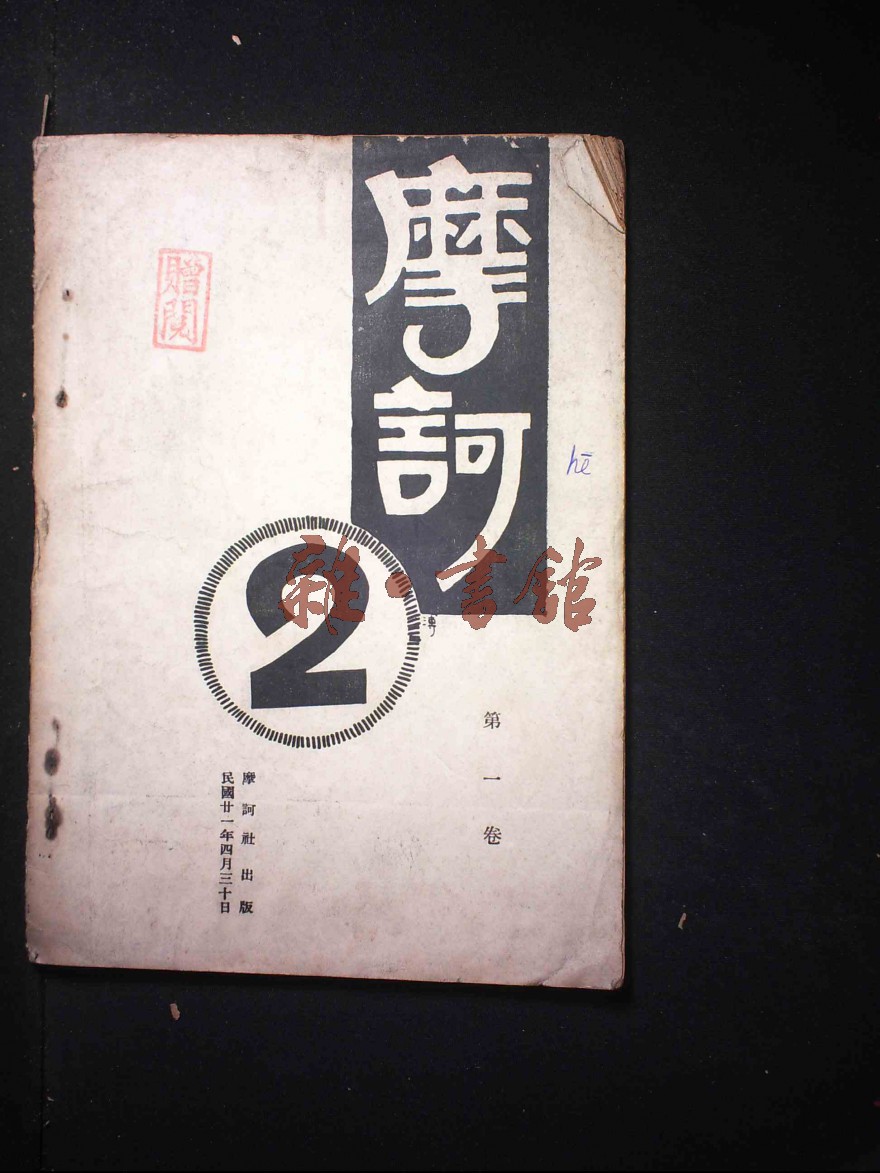 摩訶
贈閱
hē
2
雜·書館
第一卷
摩訶社出版
民國廿一年四月三十日